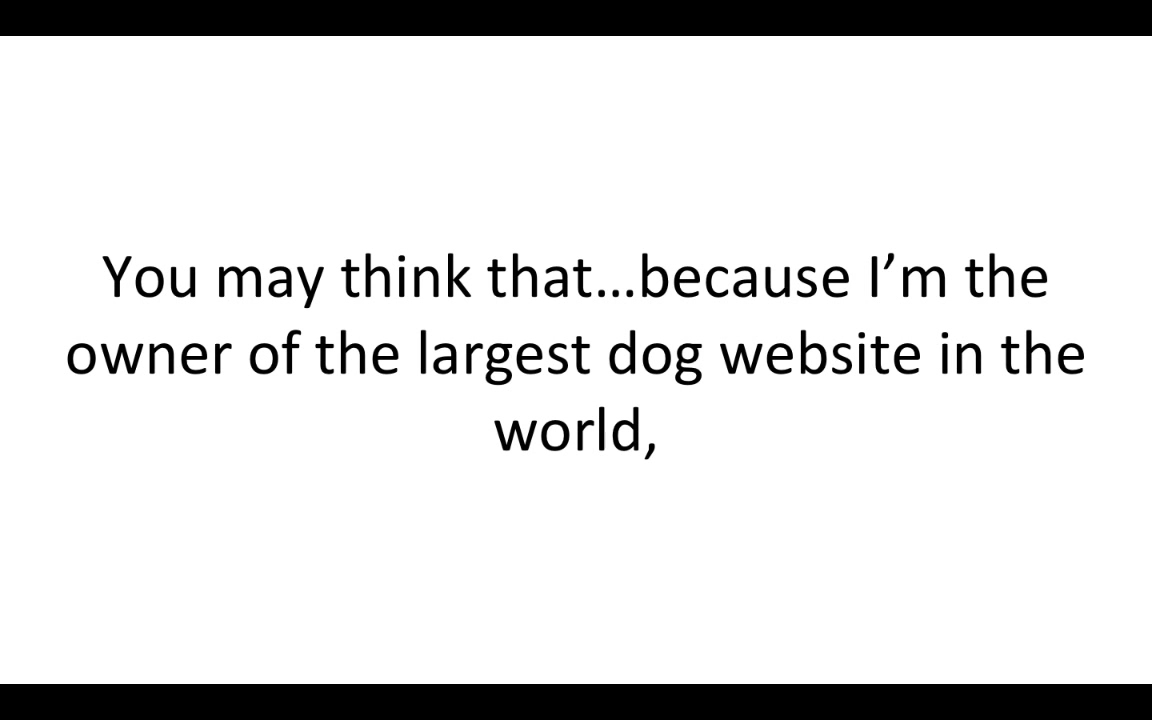 You may think that…because I’m the
owner of the largest dog website in the
world,